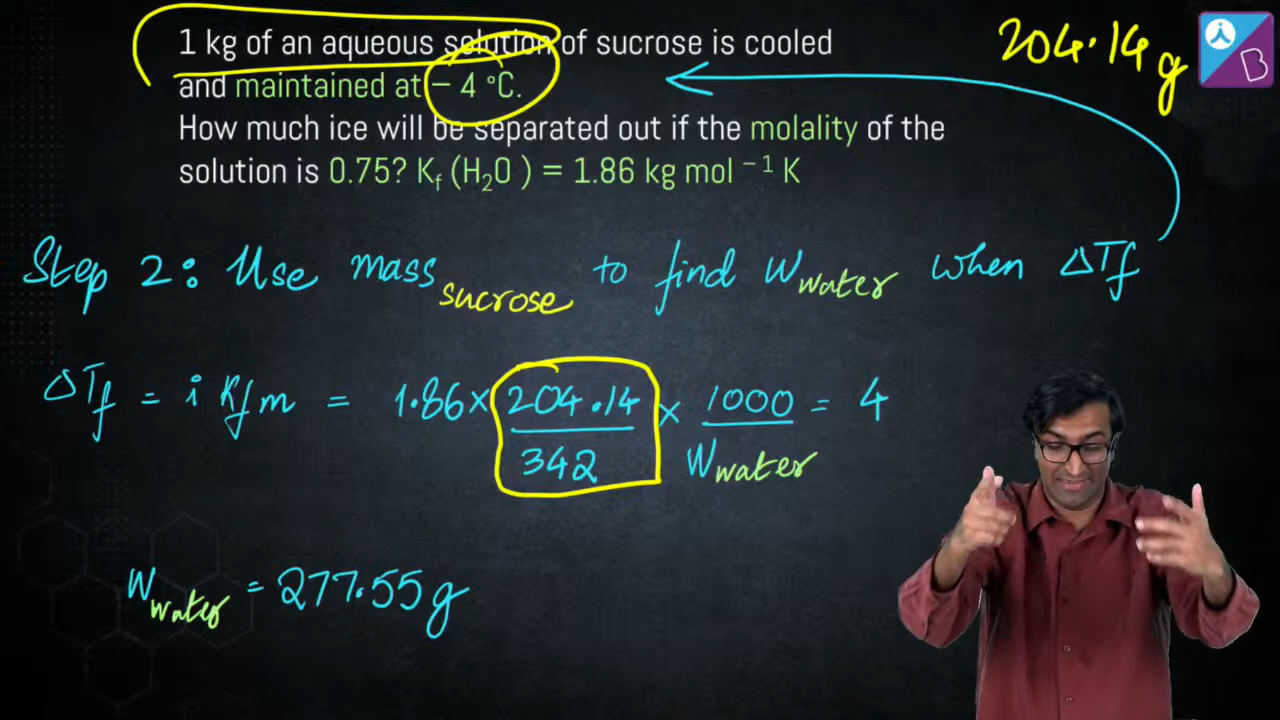 1 kg of an aqueous solution of sucrose is cooled
and maintained at – 4 °C.
How much ice will be separated out if the molality of the
solution is 0.75? Kf (H₂O ) = 1.86 kg mol ⁻¹ K
204.14 g
B
Step 2: Use mass sucrose to find Wwater when ΔTf
ΔTf = i Kf m = 1.86 × 204.14/342 × 1000/Wwater = 4
Wwater = 277.55 g